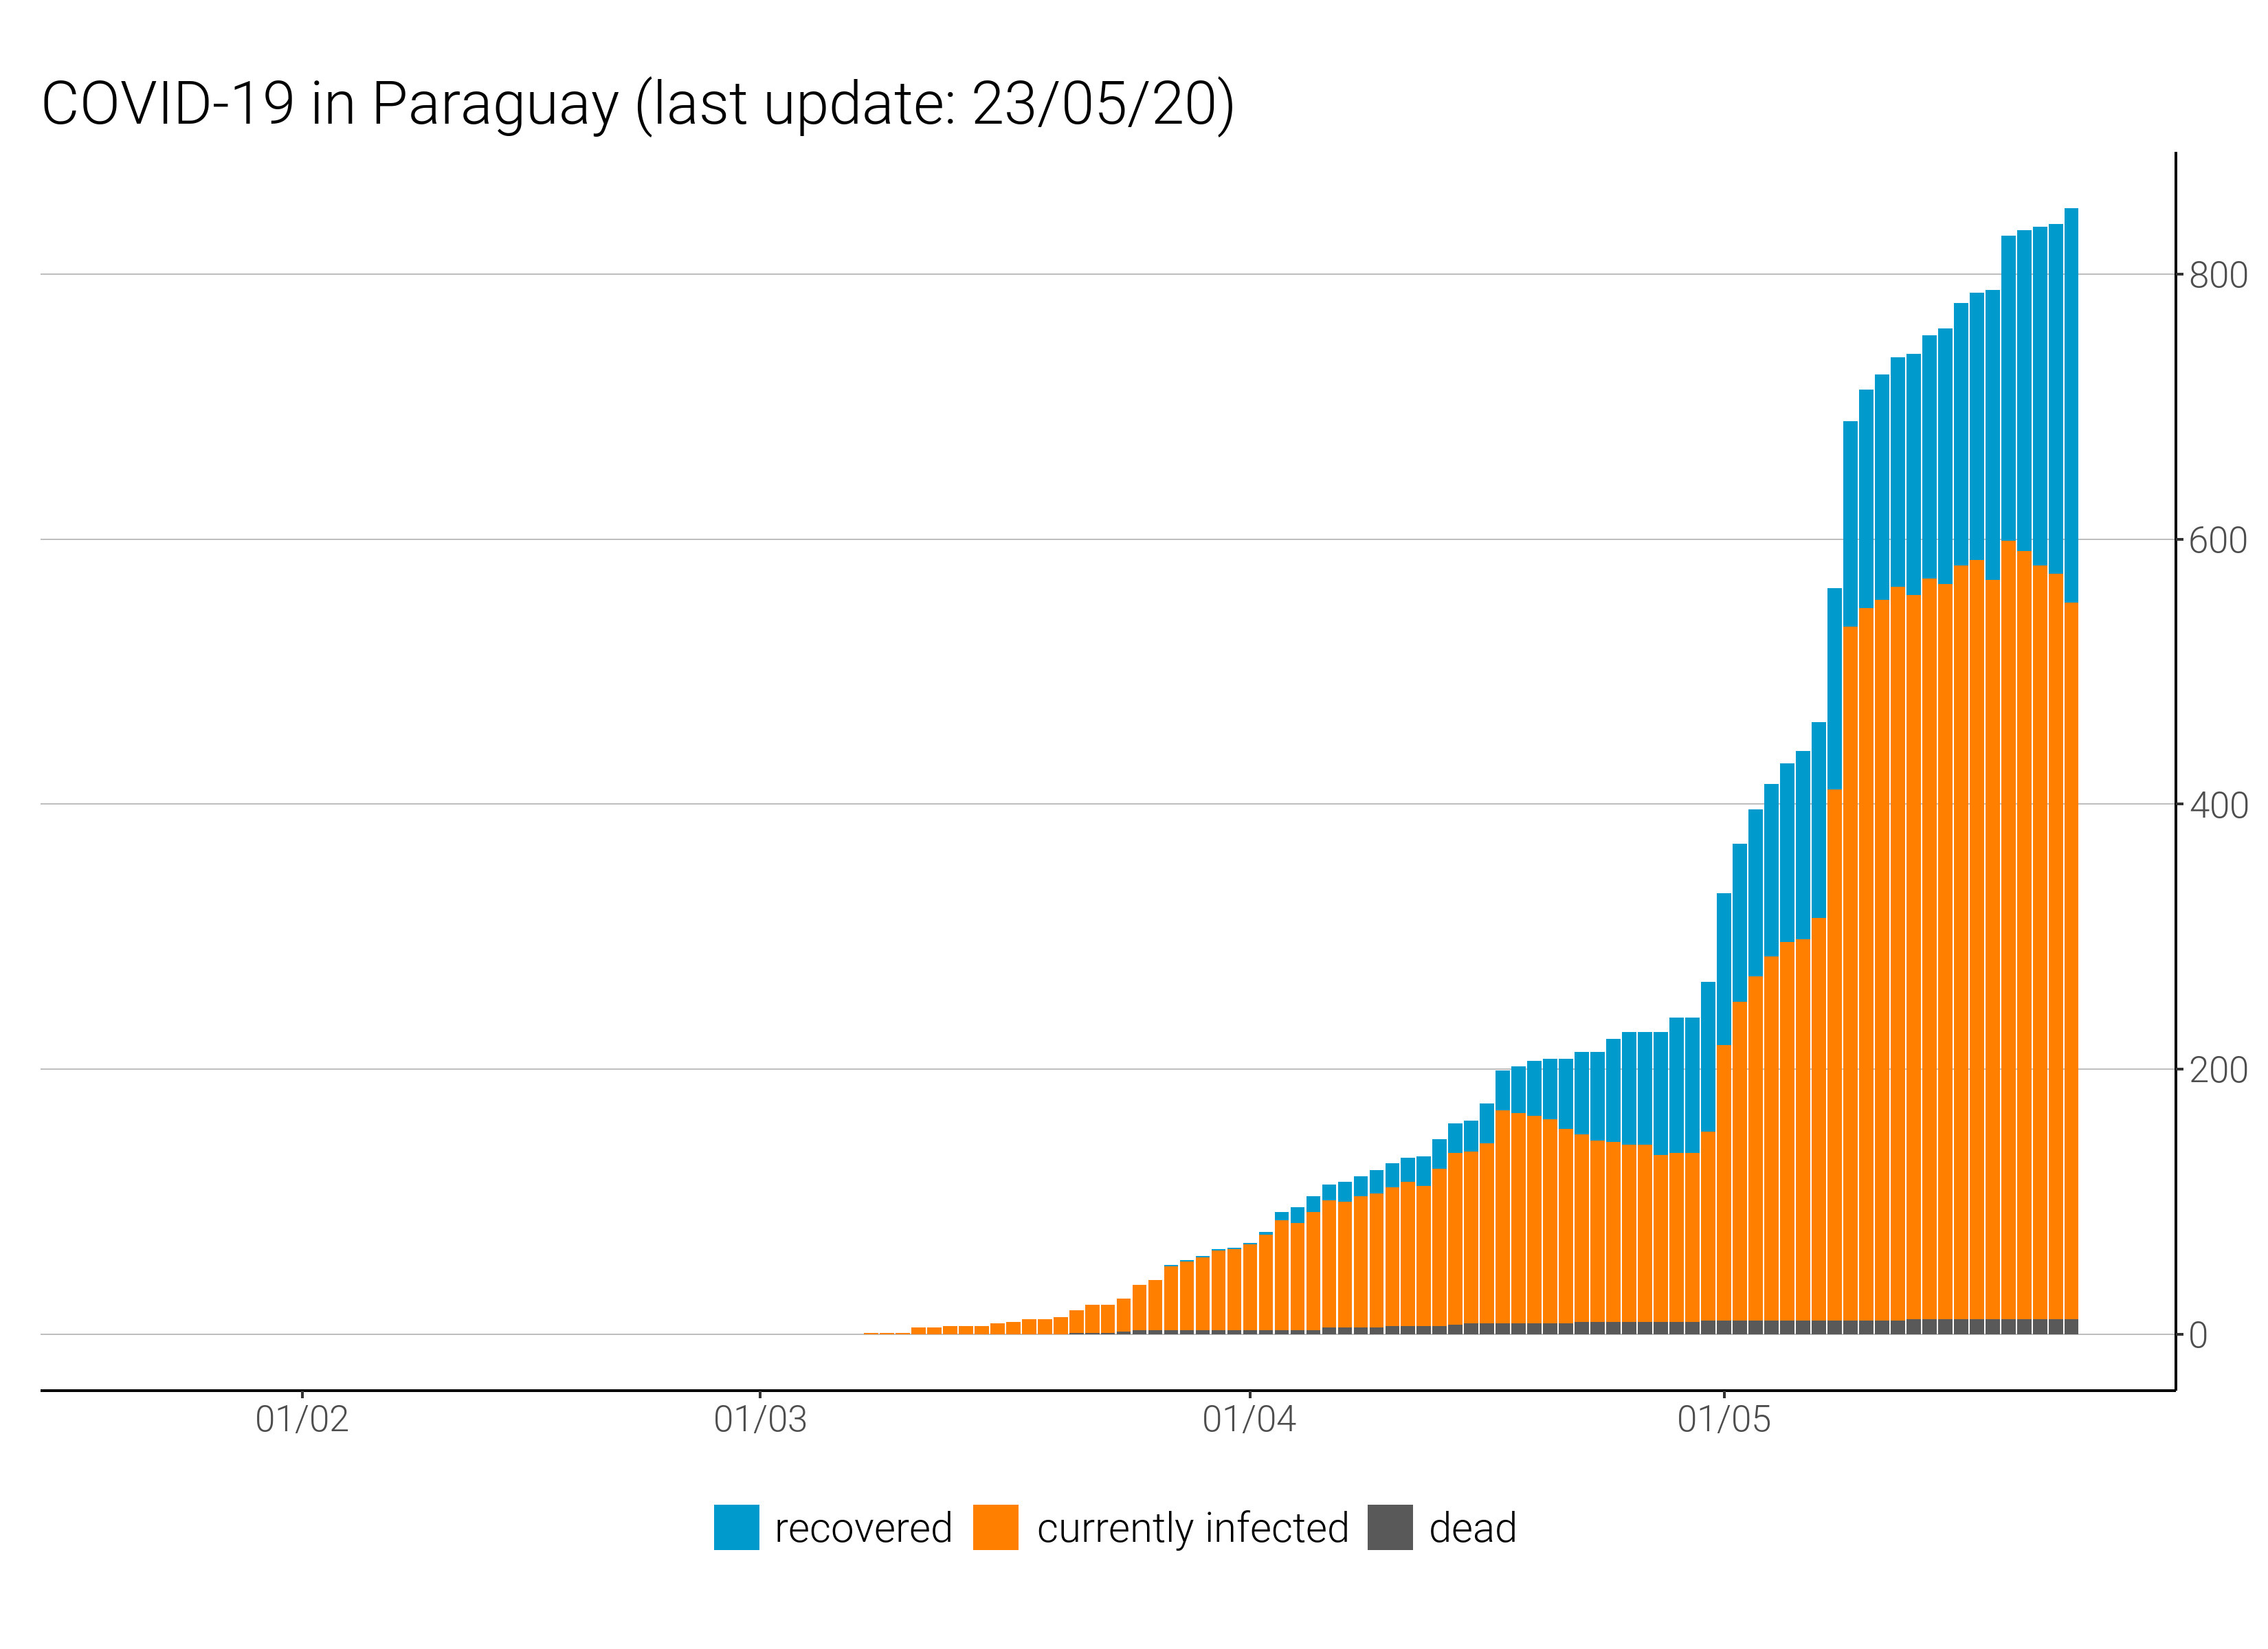 COVID-19 in Paraguay (last update: 23/05/20)
800
600
400
200
0
01/02 01/03 01/04 01/05
recovered currently infected dead